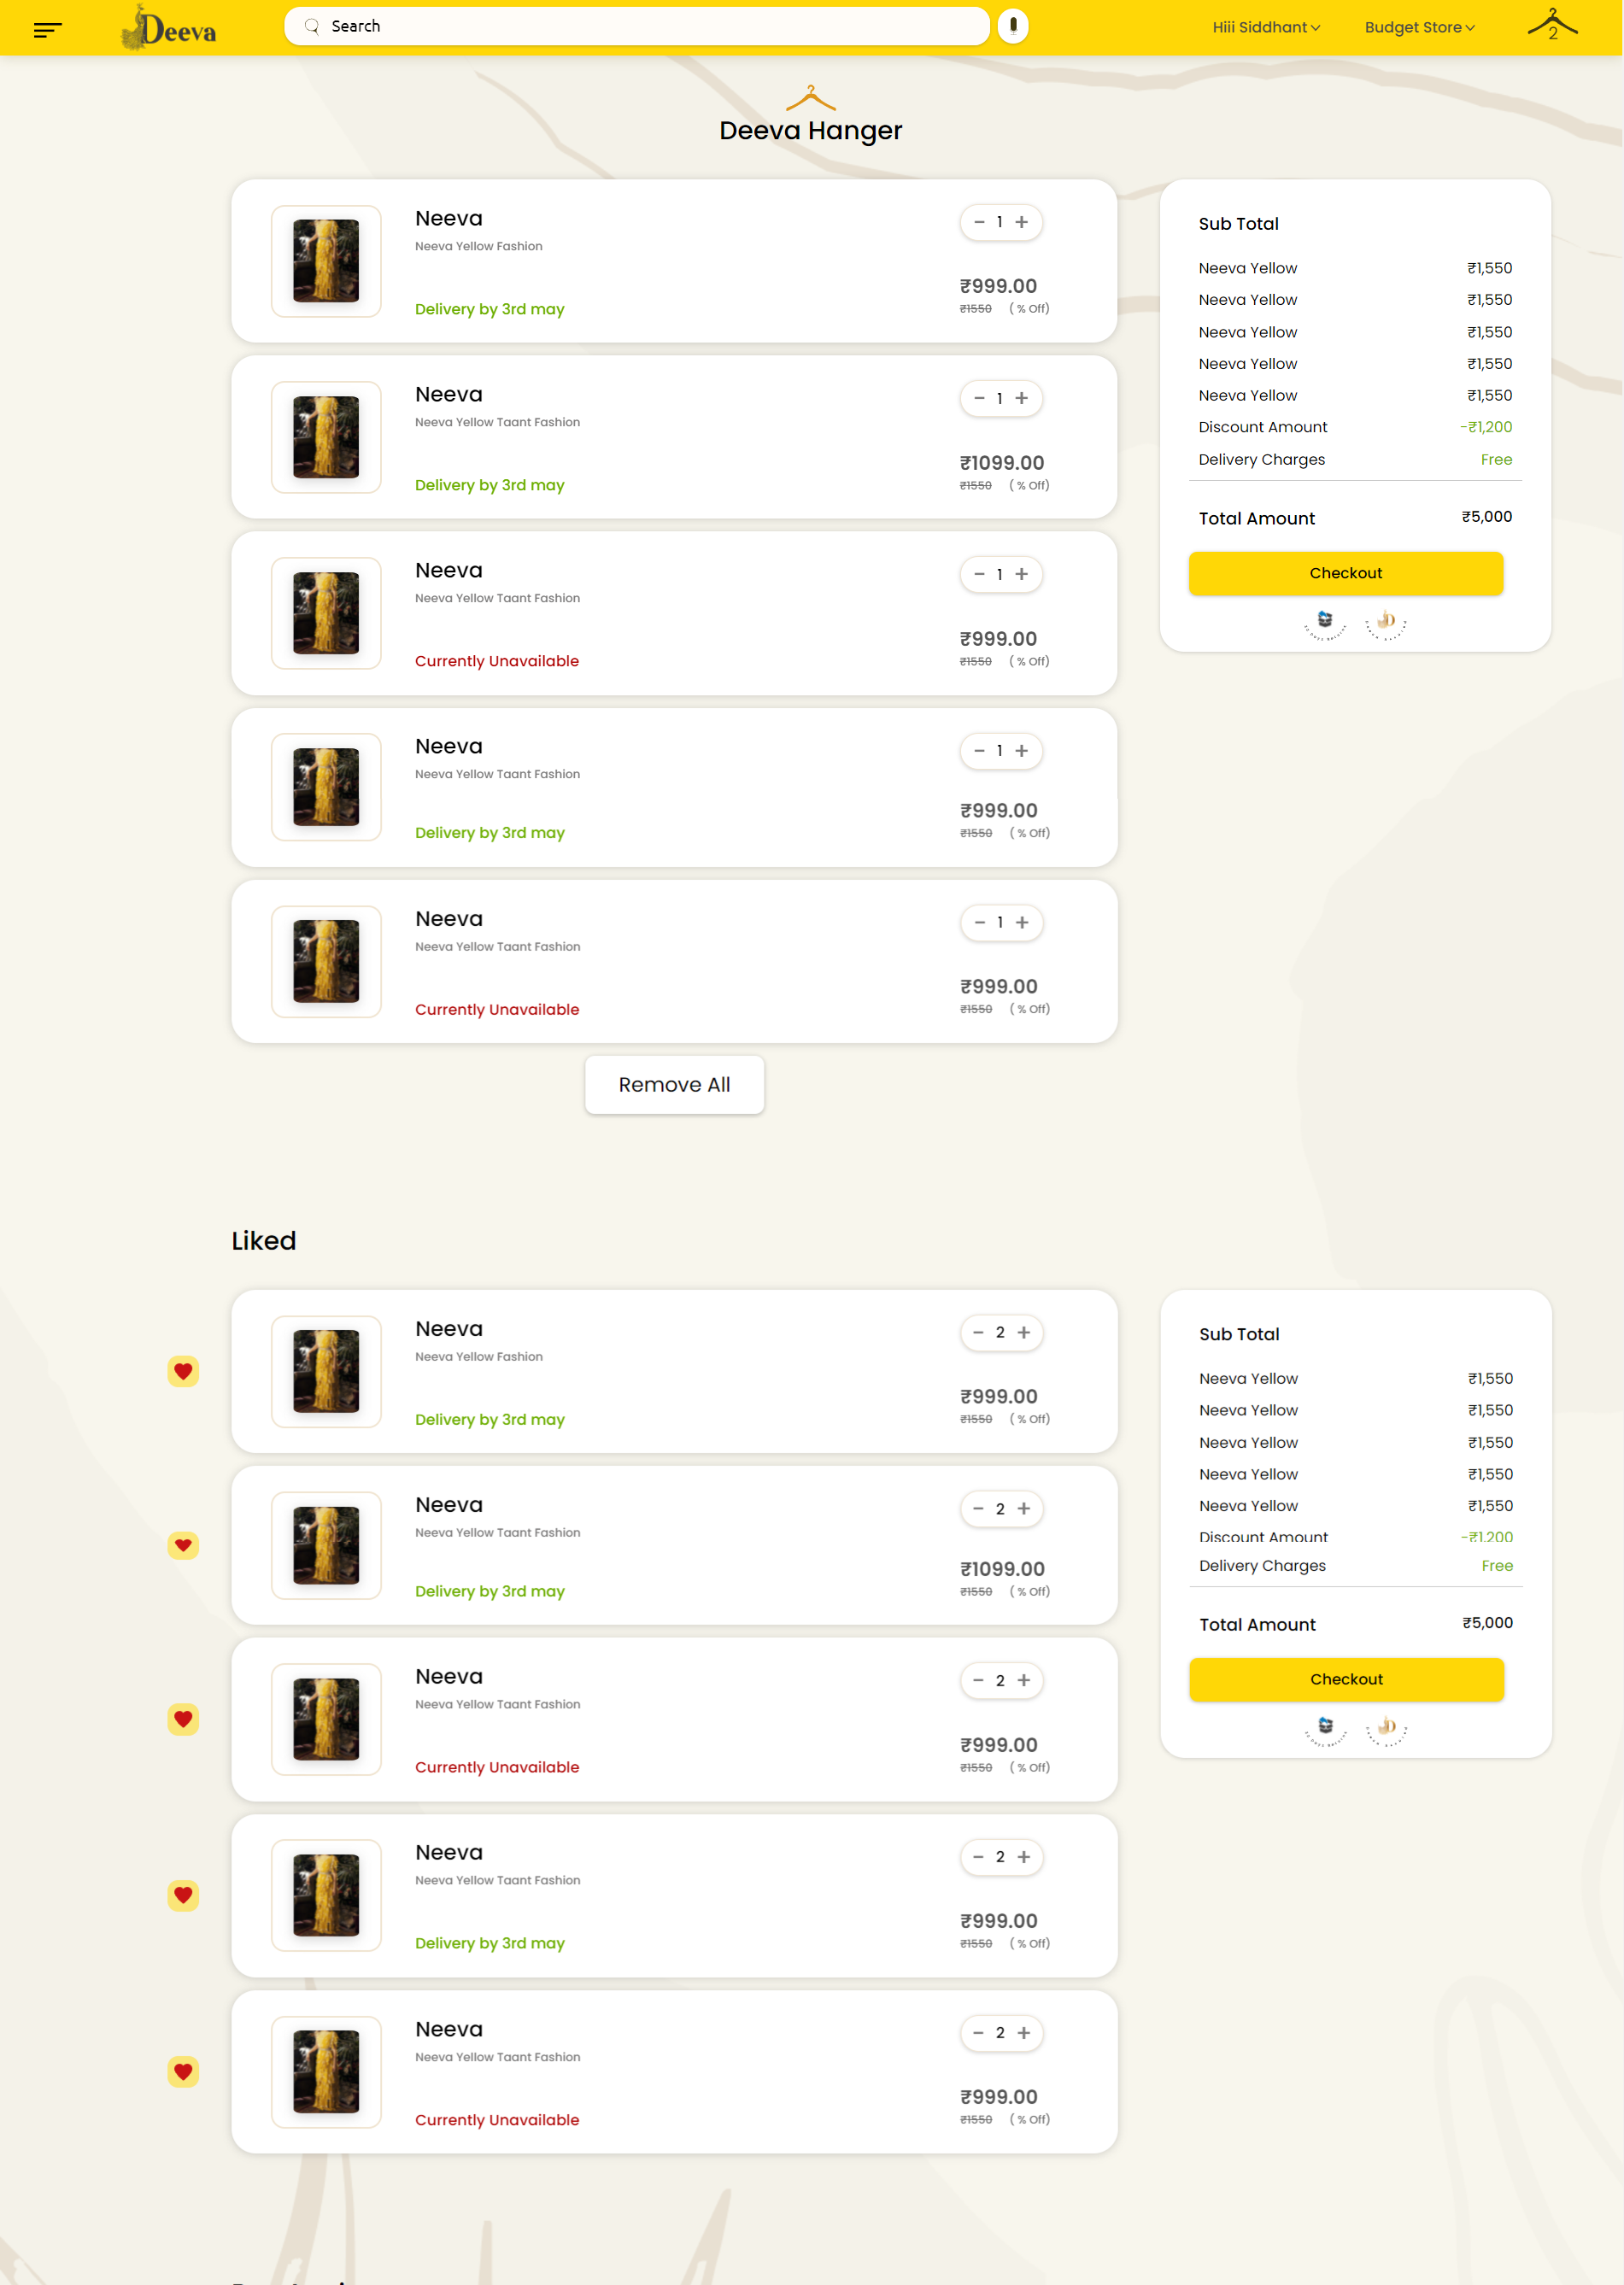 Deeva
Search
Hiii Siddhant
Budget Store
2
Deeva Hanger
Neeva
Neeva Yellow Fashion
Delivery by 3rd may
- 1 +
₹999.00
₹1550 ( % Off)
Neeva
Neeva Yellow Taant Fashion
Delivery by 3rd may
- 1 +
₹1099.00
₹1550 ( % Off)
Neeva
Neeva Yellow Taant Fashion
Currently Unavailable
- 1 +
₹999.00
₹1550 ( % Off)
Neeva
Neeva Yellow Taant Fashion
Delivery by 3rd may
- 1 +
₹999.00
₹1550 ( % Off)
Neeva
Neeva Yellow Taant Fashion
Currently Unavailable
- 1 +
₹999.00
₹1550 ( % Off)
Remove All
Sub Total
Neeva Yellow ₹1,550
Neeva Yellow ₹1,550
Neeva Yellow ₹1,550
Neeva Yellow ₹1,550
Neeva Yellow ₹1,550
Discount Amount -₹1,200
Delivery Charges Free
Total Amount ₹5,000
Checkout
Liked
Neeva
Neeva Yellow Fashion
Delivery by 3rd may
- 2 +
₹999.00
₹1550 ( % Off)
Neeva
Neeva Yellow Taant Fashion
Delivery by 3rd may
- 2 +
₹1099.00
₹1550 ( % Off)
Neeva
Neeva Yellow Taant Fashion
Currently Unavailable
- 2 +
₹999.00
₹1550 ( % Off)
Neeva
Neeva Yellow Taant Fashion
Delivery by 3rd may
- 2 +
₹999.00
₹1550 ( % Off)
Neeva
Neeva Yellow Taant Fashion
Currently Unavailable
- 2 +
₹999.00
₹1550 ( % Off)
Sub Total
Neeva Yellow ₹1,550
Neeva Yellow ₹1,550
Neeva Yellow ₹1,550
Neeva Yellow ₹1,550
Neeva Yellow ₹1,550
Discount Amount -₹1,200
Delivery Charges Free
Total Amount ₹5,000
Checkout